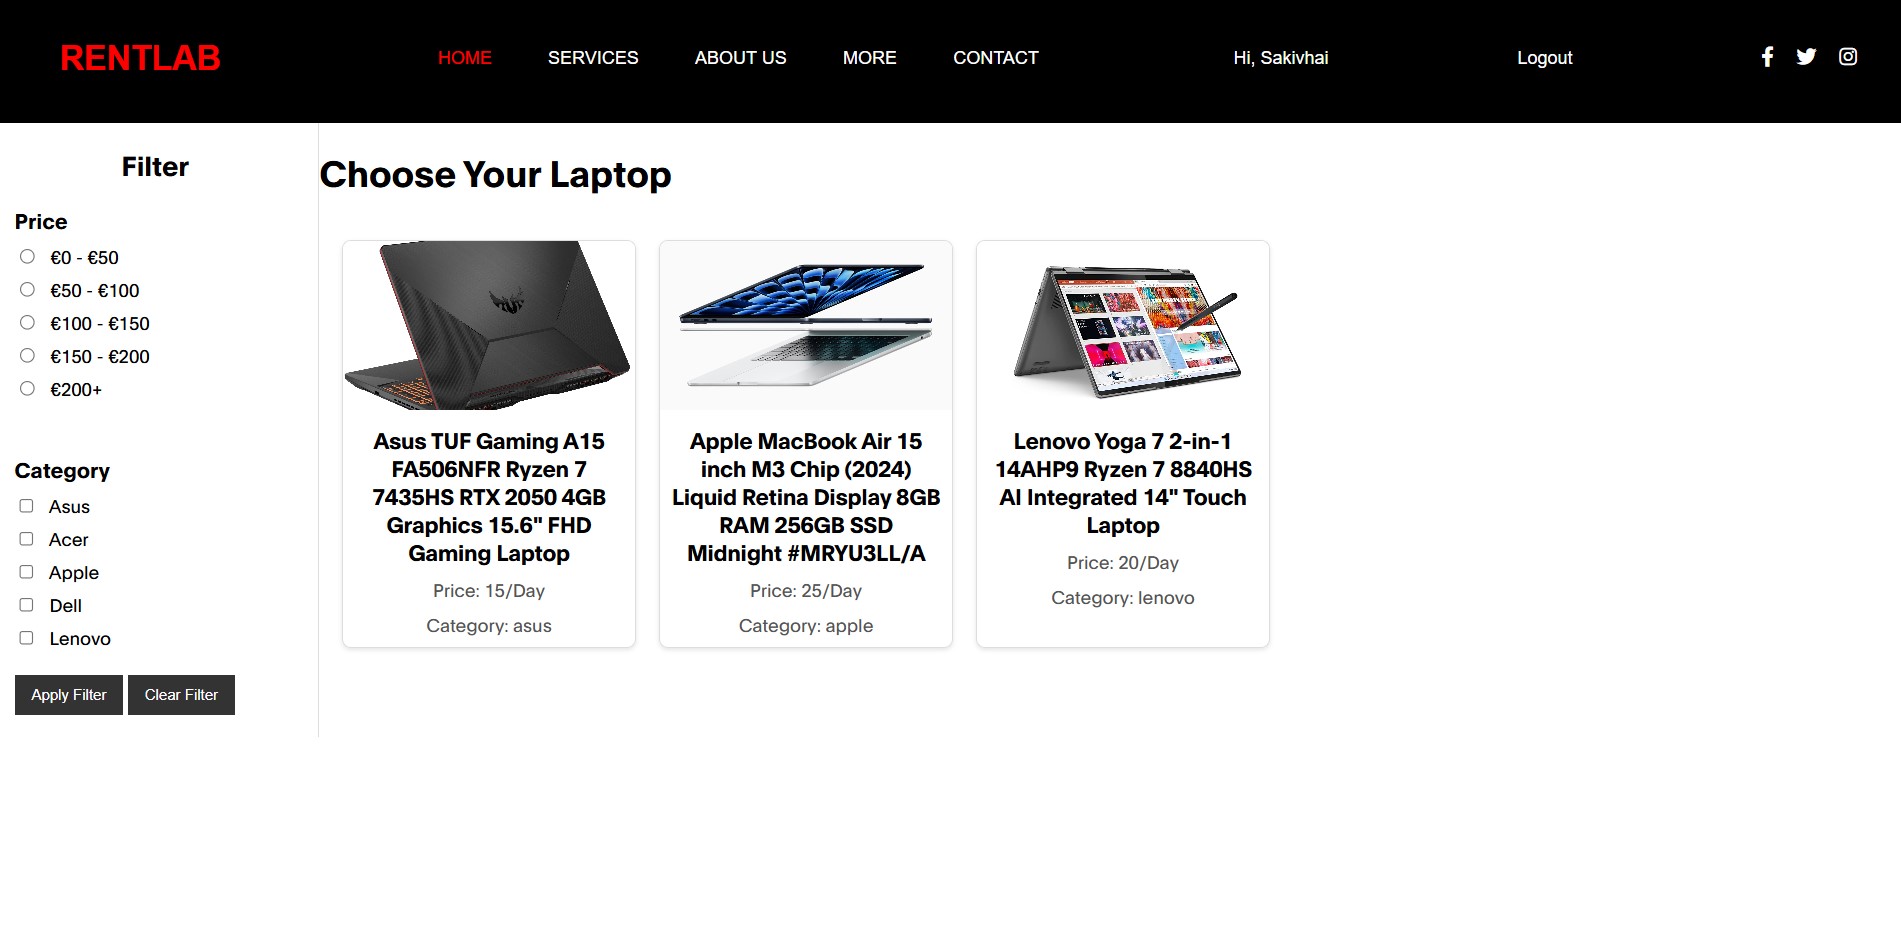 RENTLAB
HOME
SERVICES
ABOUT US
MORE
CONTACT
Hi, Sakivhai
Logout
Filter
Price
€0 - €50
€50 - €100
€100 - €150
€150 - €200
€200+
Category
Asus
Acer
Apple
Dell
Lenovo
Apply Filter
Clear Filter
Choose Your Laptop
TUF
Asus TUF Gaming A15
FA506NFR Ryzen 7
7435HS RTX 2050 4GB
Graphics 15.6" FHD
Gaming Laptop
Price: 15/Day
Category: asus
Apple MacBook Air 15
inch M3 Chip (2024)
Liquid Retina Display 8GB
RAM 256GB SSD
Midnight #MRYU3LL/A
Price: 25/Day
Category: apple
Lenovo Yoga 7 2-in-1
14AHP9 Ryzen 7 8840HS
AI Integrated 14" Touch
Laptop
Price: 20/Day
Category: lenovo